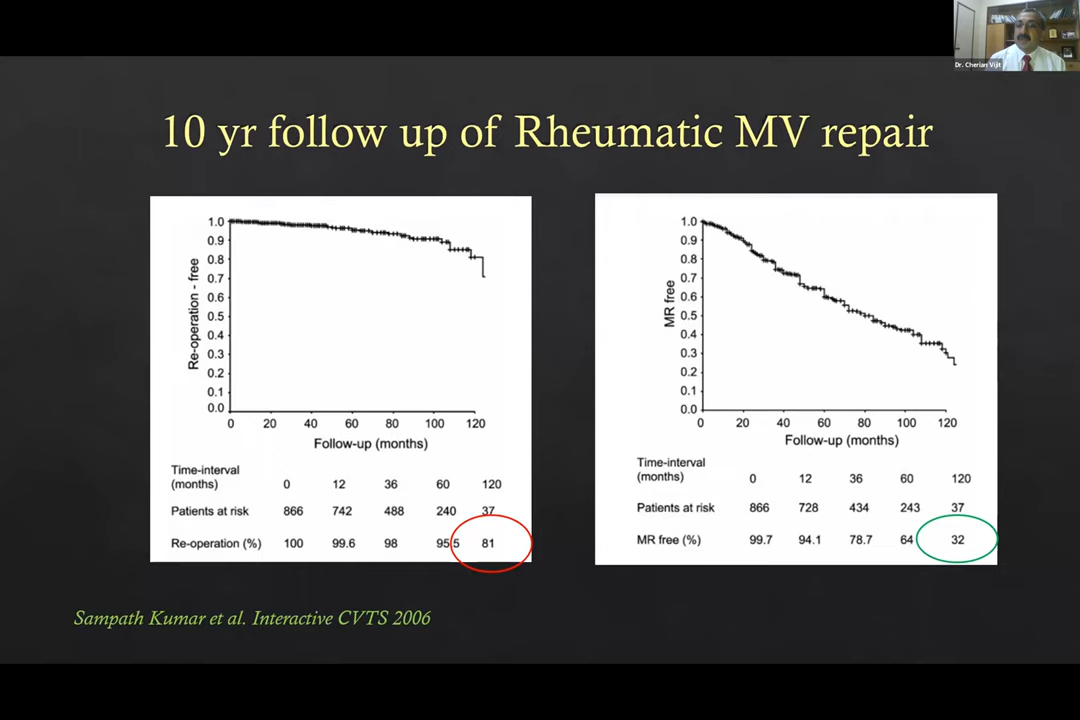 Dr. Cherian Vijit
10 yr follow up of Rheumatic MV repair
Re-operation - free
1.0
0.9
0.8
0.7
0.6
0.5
0.4
0.3
0.2
0.1
0.0
0 20 40 60 80 100 120
Follow-up (months)
Time-interval
(months) 0 12 36 60 120
Patients at risk 866 742 488 240 37
Re-operation (%) 100 99.6 98 95.5 81
MR free
1.0
0.9
0.8
0.7
0.6
0.5
0.4
0.3
0.2
0.1
0.0
0 20 40 60 80 100 120
Follow-up (months)
Time-interval
(months) 0 12 36 60 120
Patients at risk 866 728 434 243 37
MR free (%) 99.7 94.1 78.7 64 32
Sampath Kumar et al. Interactive CVTS 2006